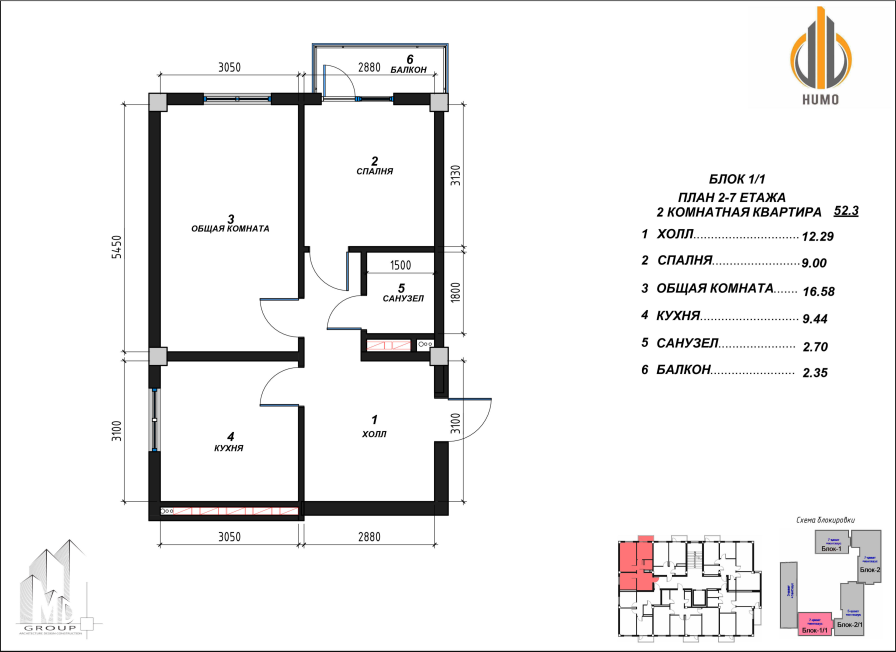 HUMO
3050
2880
6
БАЛКОН
2
СПАЛНЯ
3130
3
ОБЩАЯ КОМНАТА
5450
1500
5
САНУЗЕЛ
1800
3100
4
КУХНЯ
1
ХОЛЛ
3100
3050
2880
БЛОК 1/1
ПЛАН 2-7 ЕТАЖА
2 КОМНАТНАЯ КВАРТИРА 52.3
1 ХОЛЛ..............................12.29
2 СПАЛНЯ.........................9.00
3 ОБЩАЯ КОМНАТА.......16.58
4 КУХНЯ............................9.44
5 САНУЗЕЛ......................2.70
6 БАЛКОН........................2.35
Схема блокировки
Блок-1
Блок-2
Блок-1/1
Блок-2/1
GROUP